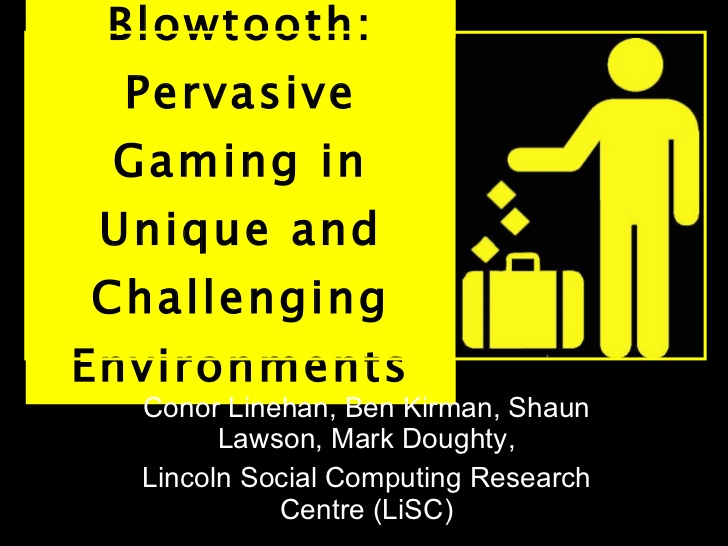 Blowtooth:
Pervasive
Gaming in
Unique and
Challenging
Environments
Conor Linehan, Ben Kirman, Shaun
Lawson, Mark Doughty,
Lincoln Social Computing Research
Centre (LiSC)